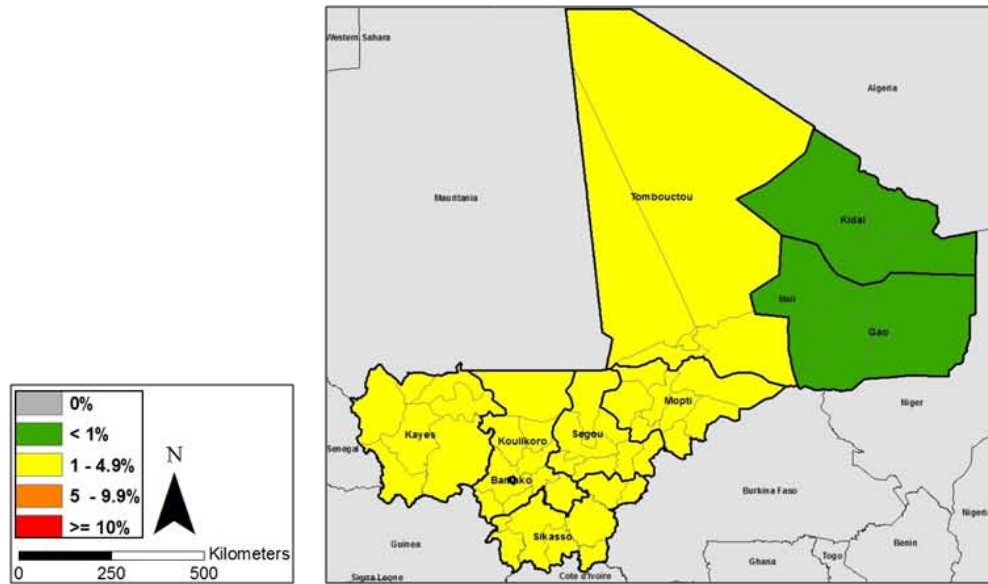 Western Sahara
Algeria
Mauritania
Tombouctou
Kidal
Mali
Gao
Niger
Mopti
Kayes
Koulikoro
Segou
Senegal
Bamako
Burkina Faso
Nigeria
Sikasso
Guinea
Benin
Ghana
Togo
Sierra Leone
Cote d'Ivoire
0%
< 1%
1 - 4.9%
5 - 9.9%
>= 10%
N
Kilometers
0 250 500